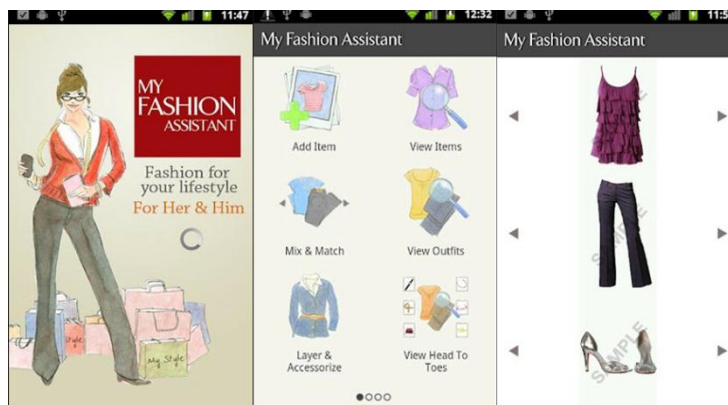 11:47
MY
FASHION
ASSISTANT
Fashion for
your lifestyle
For Her & Him
My Style
12:32
My Fashion Assistant
Add Item
View Items
Mix & Match
View Outfits
Layer &
Accessorize
View Head To
Toes
My Fashion Assistant
SAMPLE
SAMPLE